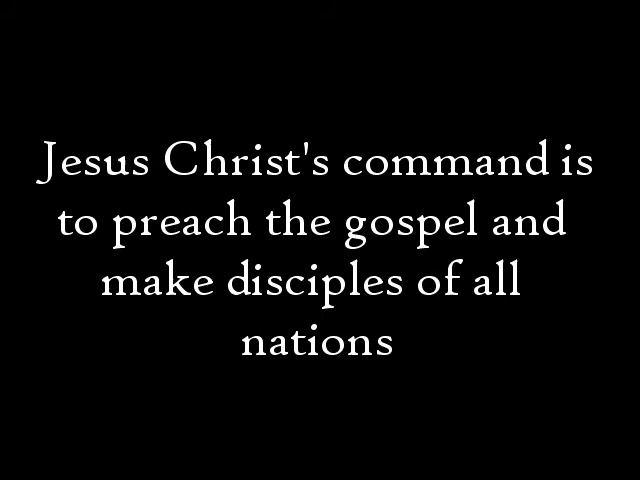 Jesus Christ's command is
to preach the gospel and
make disciples of all
nations